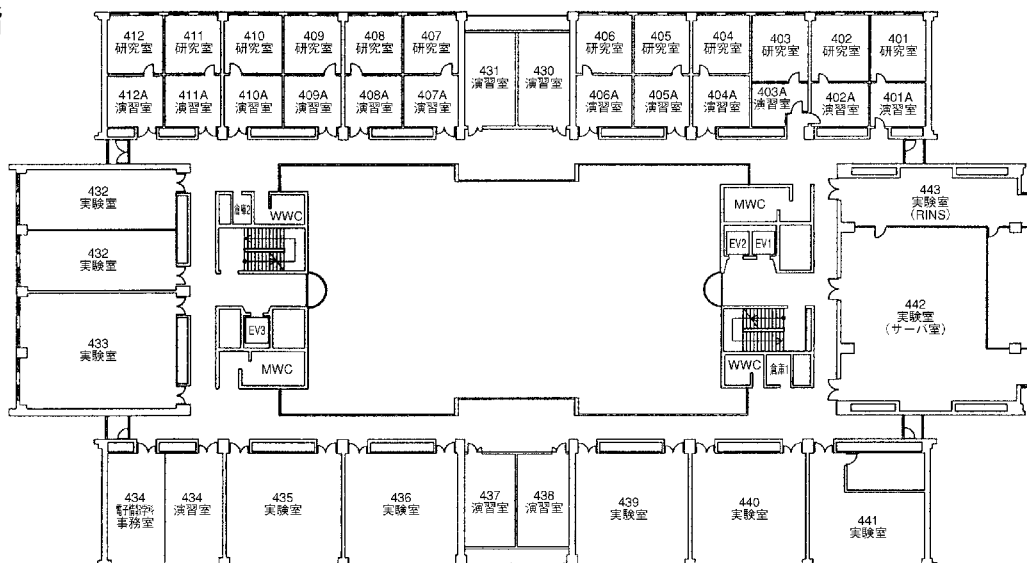 412
研究室
411
研究室
410
研究室
409
研究室
408
研究室
407
研究室
431
演習室
430
演習室
406
研究室
405
研究室
404
研究室
403
研究室
402
研究室
401
研究室
412A
演習室
411A
演習室
410A
演習室
409A
演習室
408A
演習室
407A
演習室
406A
演習室
405A
演習室
404A
演習室
403A
演習室
402A
演習室
401A
演習室
432
実験室
倉庫2
WWC
MWC
443
実験室
(RINS)
432
実験室
EV2
EV1
442
実験室
(サーバ室)
433
実験室
EV3
MWC
WWC
倉庫1
434
事務室
434
演習室
435
実験室
436
実験室
437
演習室
438
演習室
439
実験室
440
実験室
441
実験室